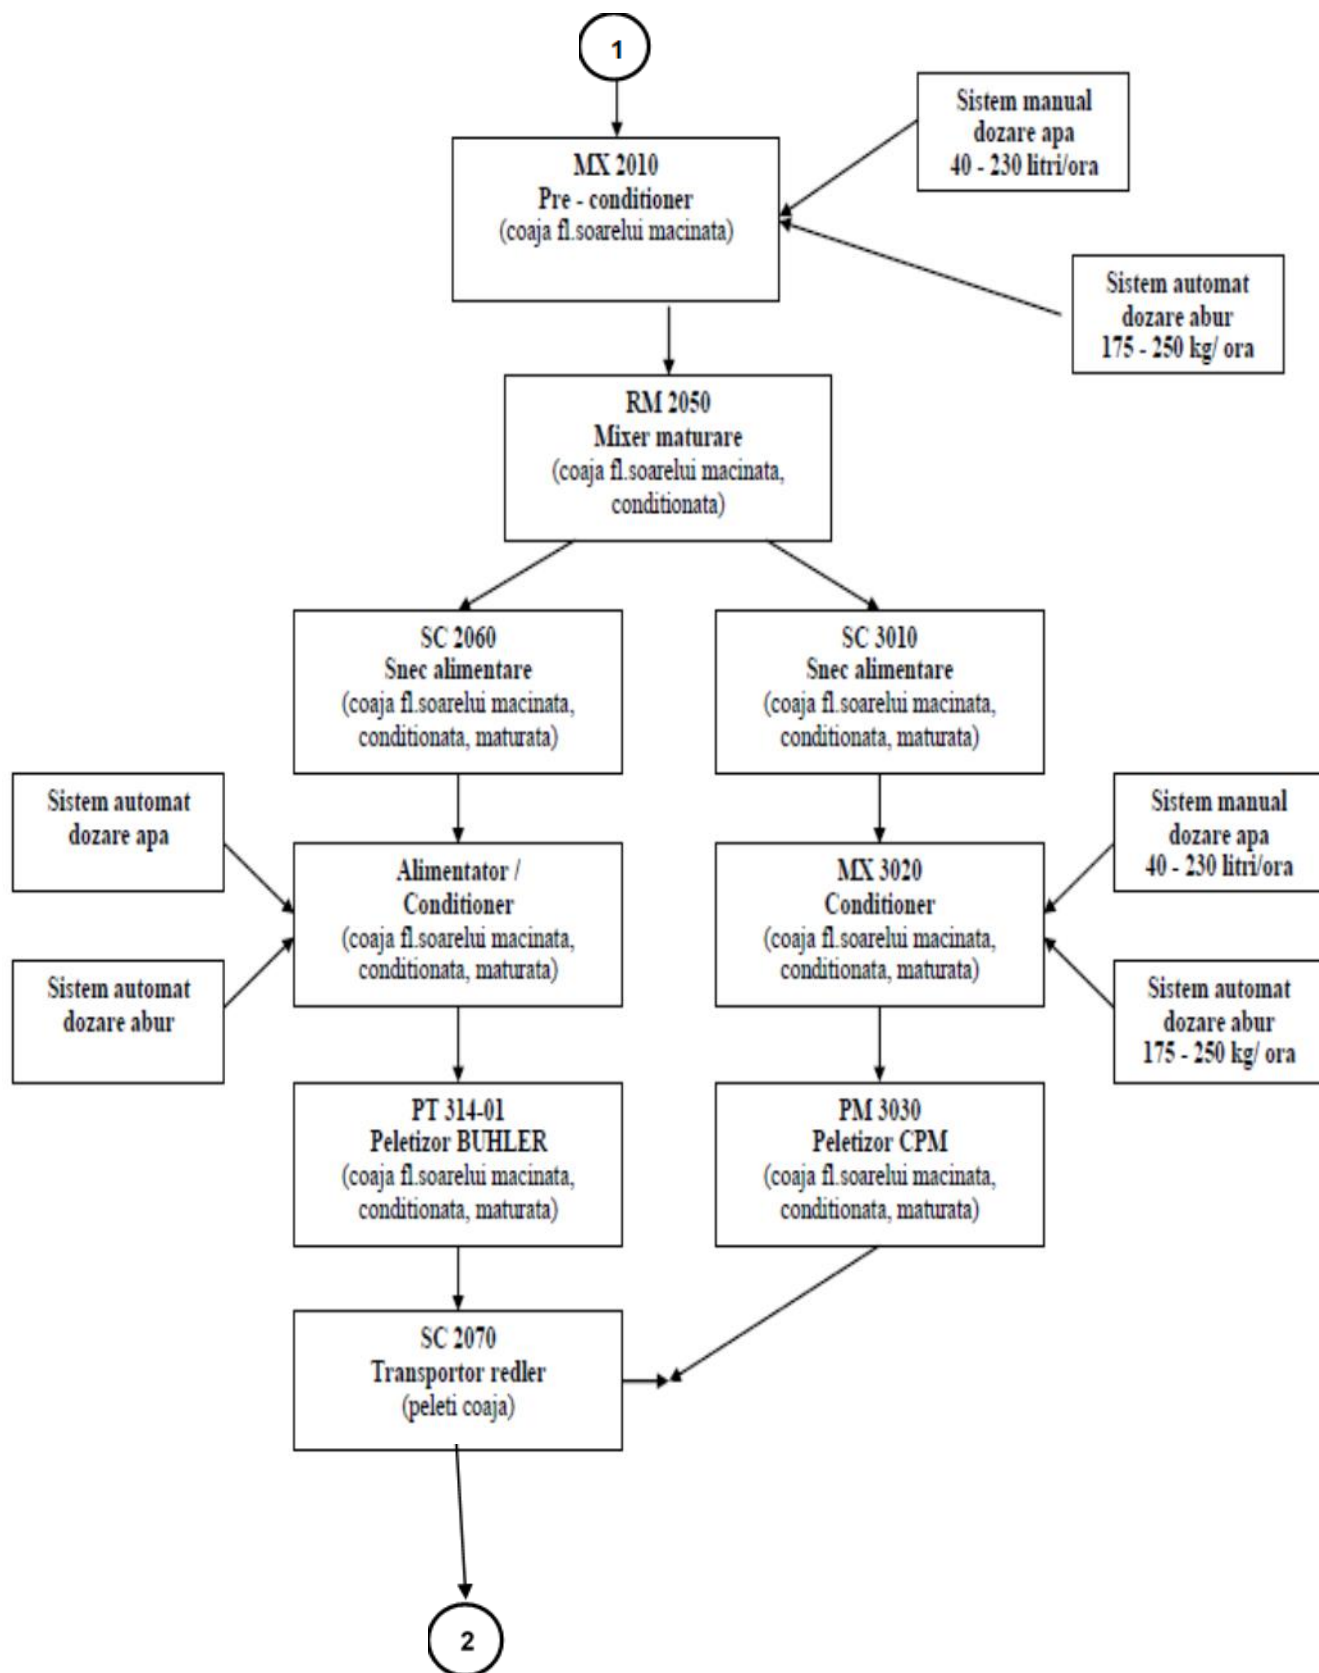 1
Sistem manual
dozare apa
40 - 230 litri/ora
MX 2010
Pre - conditioner
(coaja fl.soarelui macinata)
Sistem automat
dozare abur
175 - 250 kg/ ora
RM 2050
Mixer maturare
(coaja fl.soarelui macinata,
conditionata)
SC 2060
Snec alimentare
(coaja fl.soarelui macinata,
conditionata, maturata)
SC 3010
Snec alimentare
(coaja fl.soarelui macinata,
conditionata, maturata)
Sistem automat
dozare apa
Alimentator /
Conditioner
(coaja fl.soarelui macinata,
conditionata, maturata)
MX 3020
Conditioner
(coaja fl.soarelui macinata,
conditionata, maturata)
Sistem manual
dozare apa
40 - 230 litri/ora
Sistem automat
dozare abur
Sistem automat
dozare abur
175 - 250 kg/ ora
PT 314-01
Peletizor BUHLER
(coaja fl.soarelui macinata,
conditionata, maturata)
PM 3030
Peletizor CPM
(coaja fl.soarelui macinata,
conditionata, maturata)
SC 2070
Transportor redler
(peleti coaja)
2